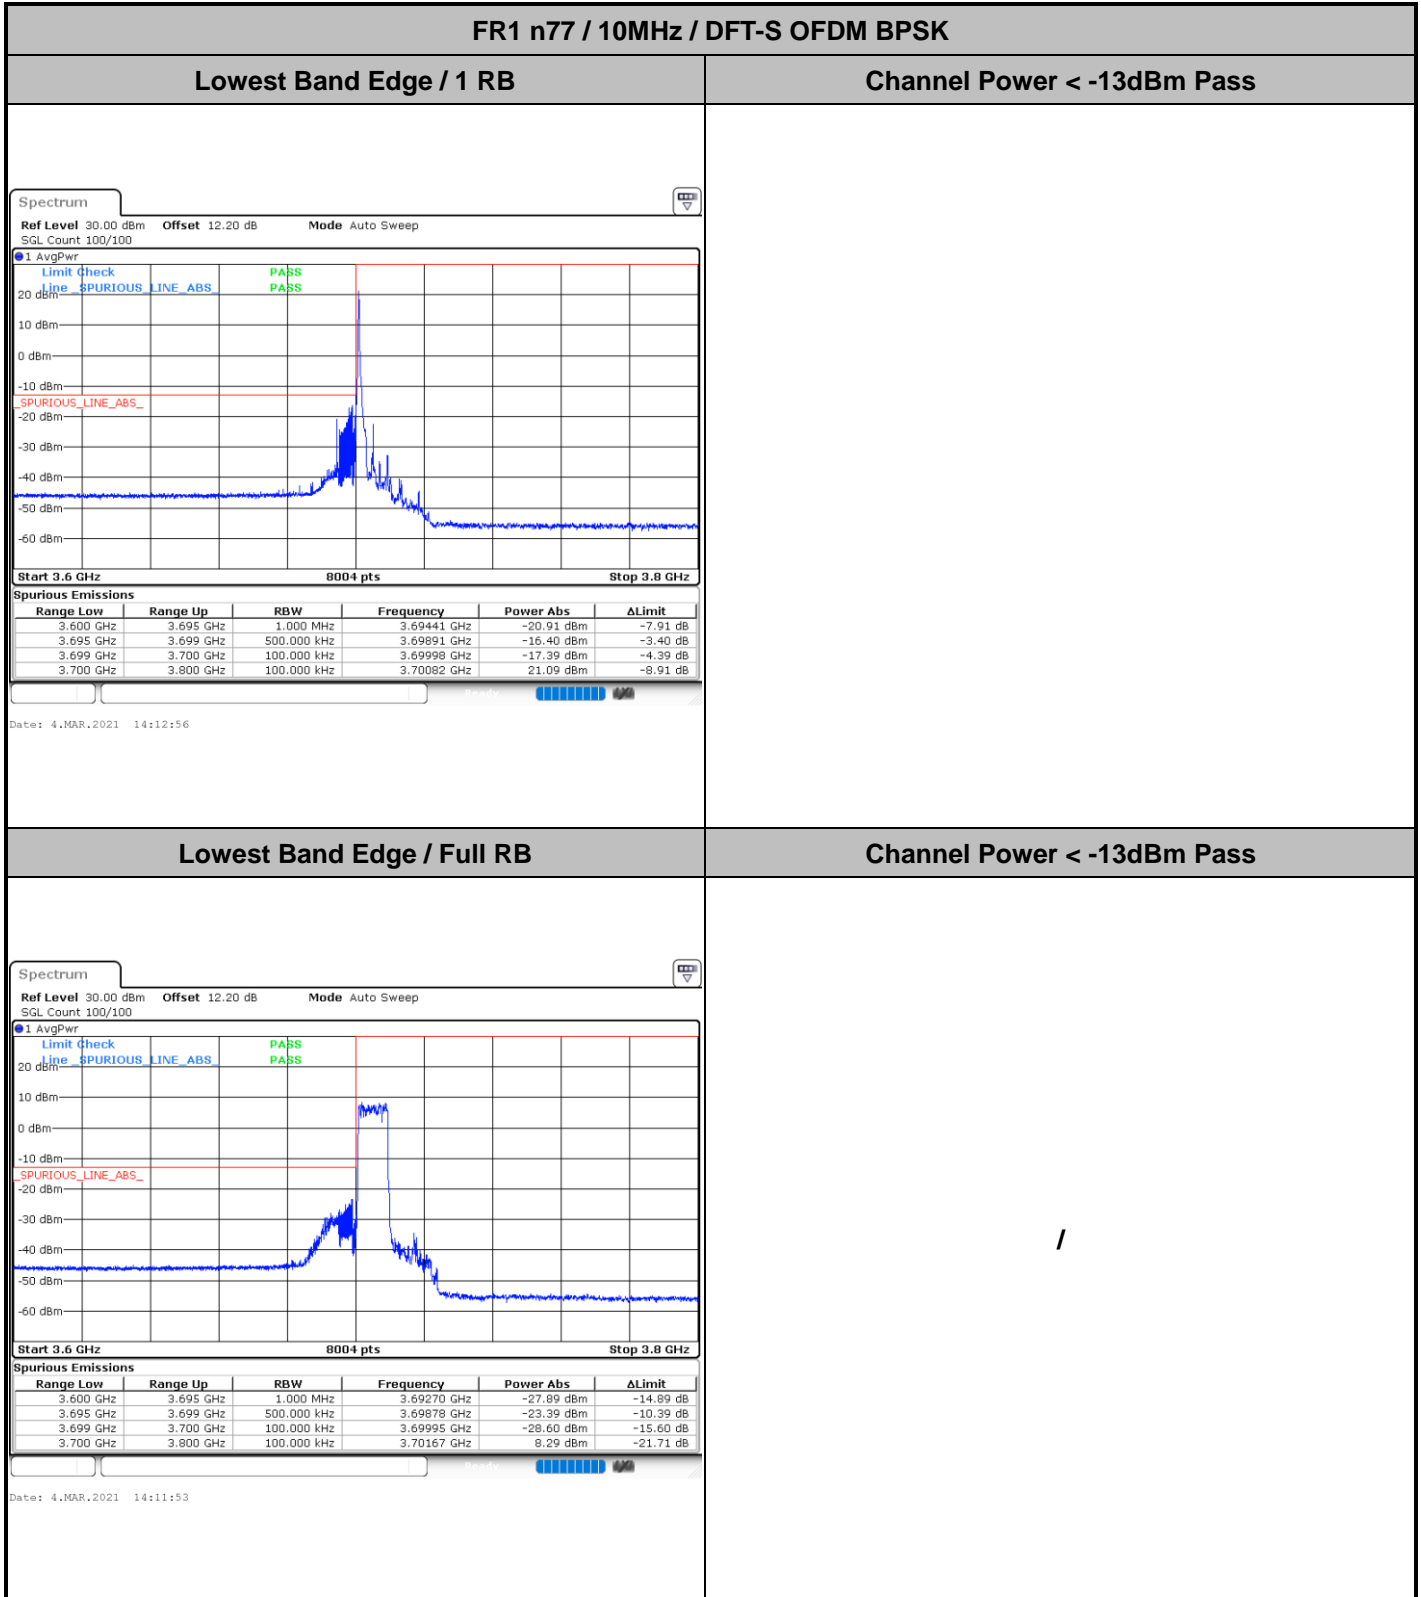 FR1 n77 / 10MHz / DFT-S OFDM BPSK
Lowest Band Edge / 1 RB
Channel Power < -13dBm Pass
Spectrum
Ref Level 30.00 dBm Offset 12.20 dB Mode Auto Sweep
SGL Count 100/100
1 AvgPwr
Limit Check PASS
Line _SPURIOUS_LINE_ABS_ PASS
20 dBm
10 dBm
0 dBm
-10 dBm
_SPURIOUS_LINE_ABS_
-20 dBm
-30 dBm
-40 dBm
-50 dBm
-60 dBm
Start 3.6 GHz 8004 pts Stop 3.8 GHz
Spurious Emissions
Range Low Range Up RBW Frequency Power Abs ΔLimit
3.600 GHz 3.695 GHz 1.000 MHz 3.69441 GHz -20.91 dBm -7.91 dB
3.695 GHz 3.699 GHz 500.000 kHz 3.69891 GHz -16.40 dBm -3.40 dB
3.699 GHz 3.700 GHz 100.000 kHz 3.69998 GHz -17.39 dBm -4.39 dB
3.700 GHz 3.800 GHz 100.000 kHz 3.70082 GHz 21.09 dBm -8.91 dB
Ready
Date: 4.MAR.2021 14:12:56
Lowest Band Edge / Full RB
Channel Power < -13dBm Pass
Spectrum
Ref Level 30.00 dBm Offset 12.20 dB Mode Auto Sweep
SGL Count 100/100
1 AvgPwr
Limit Check PASS
Line _SPURIOUS_LINE_ABS_ PASS
20 dBm
10 dBm
0 dBm
-10 dBm
_SPURIOUS_LINE_ABS_
-20 dBm
-30 dBm
-40 dBm
-50 dBm
-60 dBm
Start 3.6 GHz 8004 pts Stop 3.8 GHz
Spurious Emissions
Range Low Range Up RBW Frequency Power Abs ΔLimit
3.600 GHz 3.695 GHz 1.000 MHz 3.69270 GHz -27.89 dBm -14.89 dB
3.695 GHz 3.699 GHz 500.000 kHz 3.69878 GHz -23.39 dBm -10.39 dB
3.699 GHz 3.700 GHz 100.000 kHz 3.69995 GHz -28.60 dBm -15.60 dB
3.700 GHz 3.800 GHz 100.000 kHz 3.70167 GHz 8.29 dBm -21.71 dB
Ready
Date: 4.MAR.2021 14:11:53
/